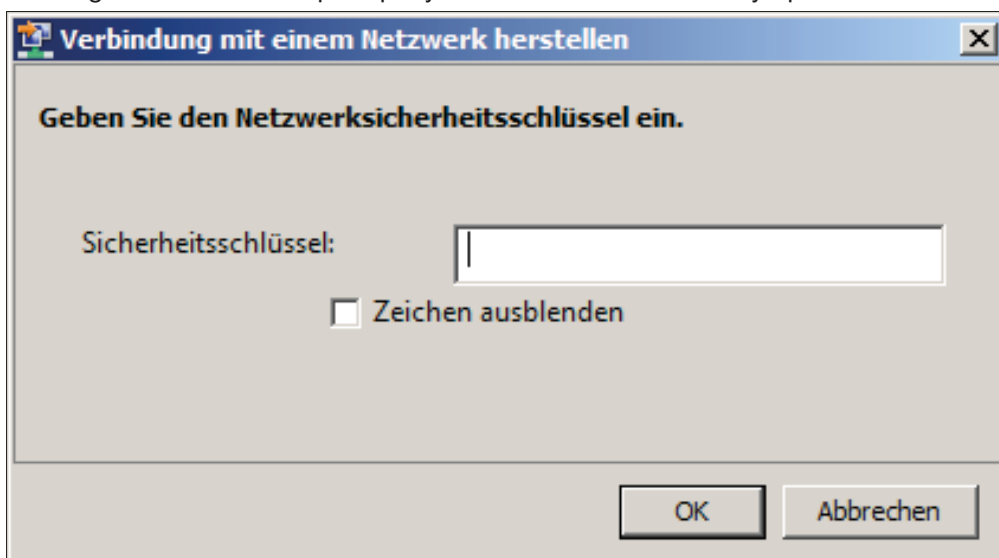 Verbindung mit einem Netzwerk herstellen
Geben Sie den Netzwerksicherheitsschlüssel ein.
Sicherheitsschlüssel:
Zeichen ausblenden
OK Abbrechen